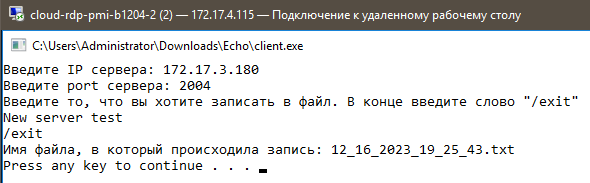 cloud-rdp-pmi-b1204-2 (2) — 172.17.4.115 — Подключение к удаленному рабочему столу
C:\Users\Administrator\Downloads\Echo\client.exe
Введите IP сервера: 172.17.3.180
Введите port сервера: 2004
Введите то, что вы хотите записать в файл. В конце введите слово "/exit"
New server test
/exit
Имя файла, в который происходила запись: 12_16_2023_19_25_43.txt
Press any key to continue . . .